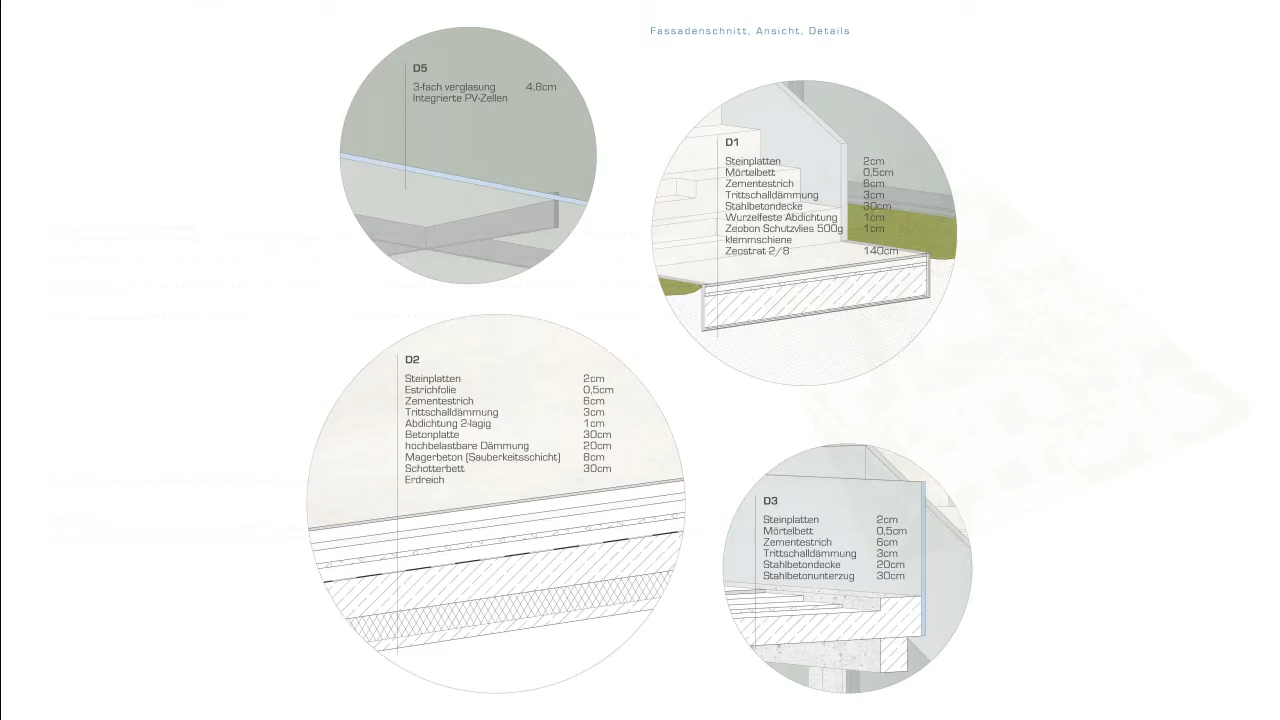 Fassadenschnitt, Ansicht, Details
D5
3-fach verglasung 4,8cm
Integrierte PV-Zellen
D1
Steinplatten 2cm
Mörtelbett 0,5cm
Zementestrich 6cm
Trittschalldämmung 3cm
Stahlbetondecke 30cm
Wurzelfeste Abdichtung 1cm
Zeobon Schutzvlies 500g 1cm
klemmschiene
Zeostrat 2/8 140cm
D2
Steinplatten 2cm
Estrichfolie 0,5cm
Zementestrich 6cm
Trittschalldämmung 3cm
Abdichtung 2-lagig 1cm
Betonplatte 30cm
hochbelastbare Dämmung 20cm
Magerbeton (Sauberkeitsschicht) 8cm
Schotterbett 30cm
Erdreich
D3
Steinplatten 2cm
Mörtelbett 0,5cm
Zementestrich 6cm
Trittschalldämmung 3cm
Stahlbetondecke 20cm
Stahlbetonunterzug 30cm